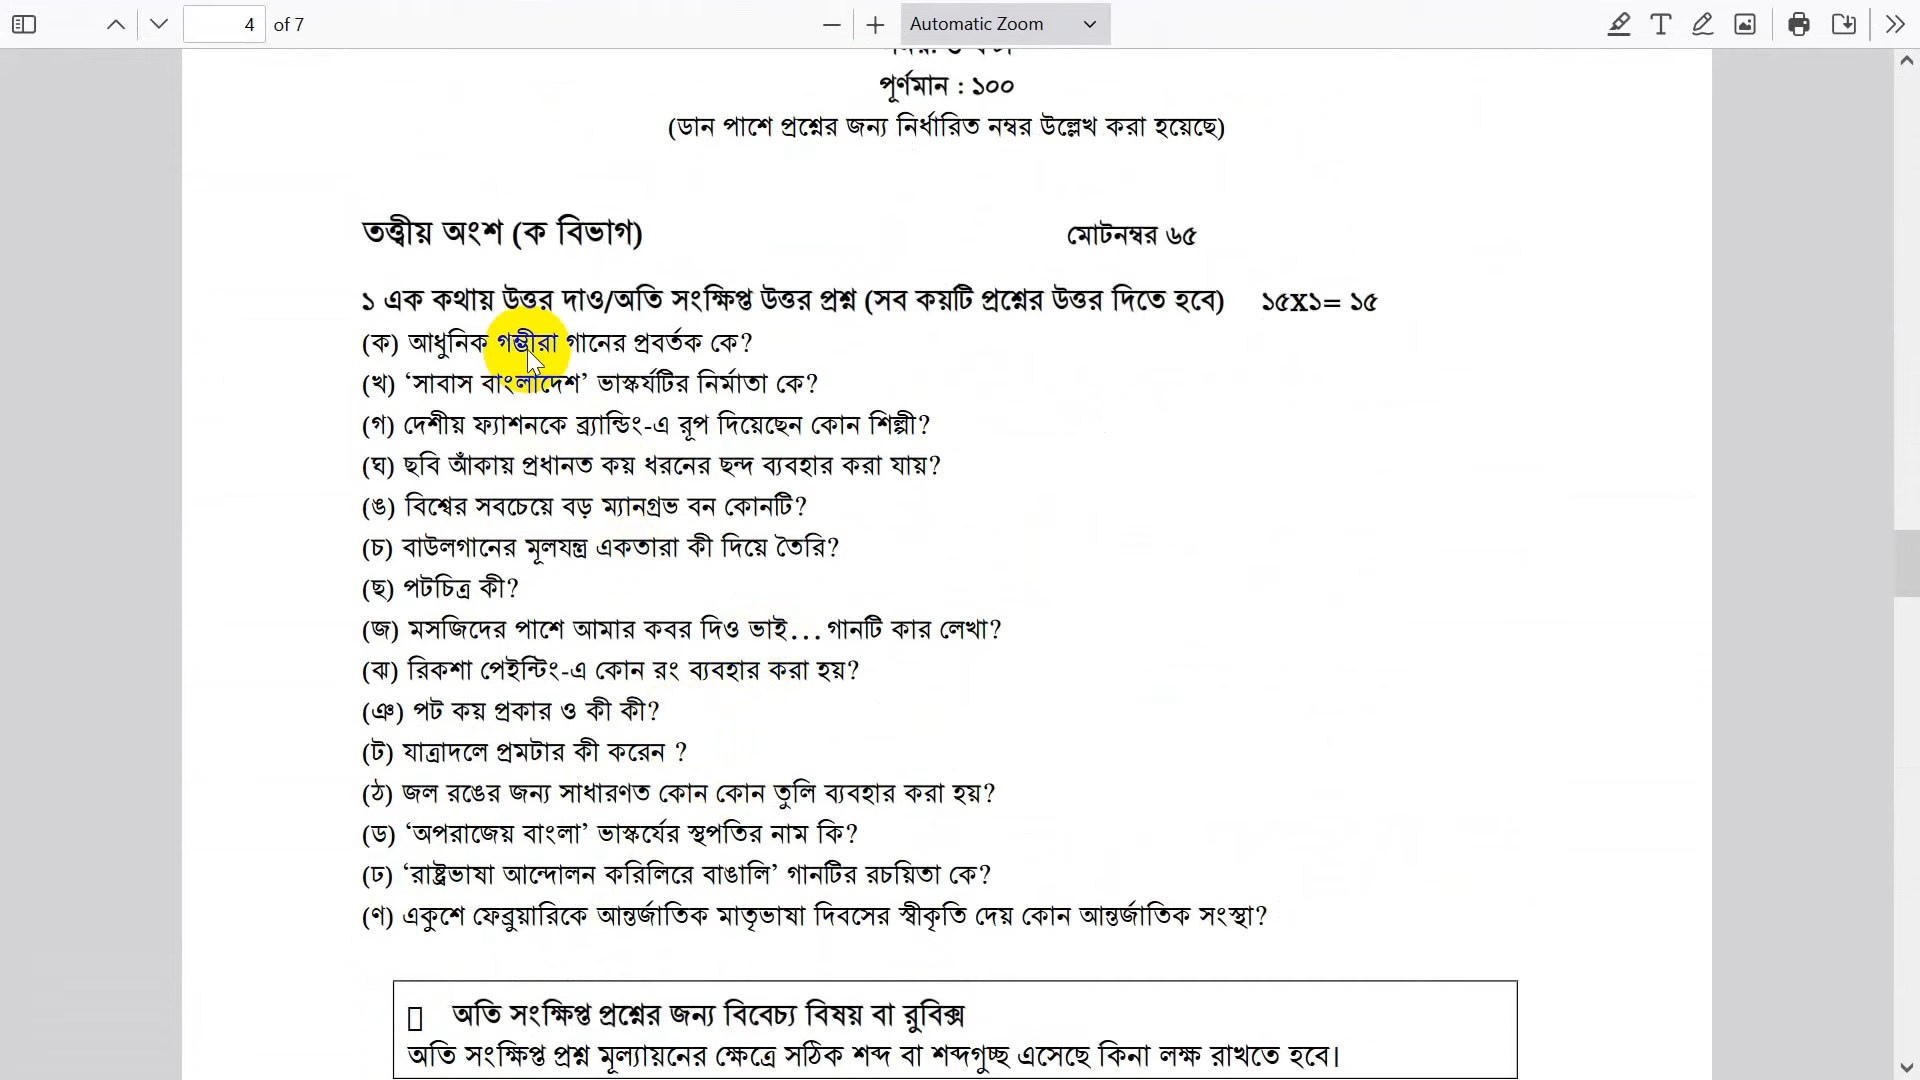 4 of 7
Automatic Zoom
পূর্ণমান : ১০০
(ডান পাশে প্রশ্নের জন্য নির্ধারিত নম্বর উল্লেখ করা হয়েছে)
তত্ত্বীয় অংশ (ক বিভাগ) মোটনম্বর ৬৫
১ এক কথায় উত্তর দাও/অতি সংক্ষিপ্ত উত্তর প্রশ্ন (সব কয়টি প্রশ্নের উত্তর দিতে হবে) ১৫X১= ১৫
(ক) আধুনিক গম্ভীরা গানের প্রবর্তক কে?
(খ) ‘সাবাস বাংলাদেশ’ ভাস্কর্যটির নির্মাতা কে?
(গ) দেশীয় ফ্যাশনকে ব্র্যান্ডিং-এ রূপ দিয়েছেন কোন শিল্পী?
(ঘ) ছবি আঁকায় প্রধানত কয় ধরনের ছন্দ ব্যবহার করা যায়?
(ঙ) বিশ্বের সবচেয়ে বড় ম্যানগ্রভ বন কোনটি?
(চ) বাউলগানের মূলযন্ত্র একতারা কী দিয়ে তৈরি?
(ছ) পটচিত্র কী?
(জ) মসজিদের পাশে আমার কবর দিও ভাই...গানটি কার লেখা?
(ঝ) রিকশা পেইন্টিং-এ কোন রং ব্যবহার করা হয়?
(ঞ) পট কয় প্রকার ও কী কী?
(ট) যাত্রাদলে প্রমটার কী করেন ?
(ঠ) জল রঙের জন্য সাধারণত কোন কোন তুলি ব্যবহার করা হয়?
(ড) ‘অপরাজেয় বাংলা’ ভাস্কর্যের স্থপতির নাম কি?
(ঢ) ‘রাষ্ট্রভাষা আন্দোলন করিলিরে বাঙালি’ গানটির রচয়িতা কে?
(ণ) একুশে ফেব্রুয়ারিকে আন্তর্জাতিক মাতৃভাষা দিবসের স্বীকৃতি দেয় কোন আন্তর্জাতিক সংস্থা?
অতি সংক্ষিপ্ত প্রশ্নের জন্য বিবেচ্য বিষয় বা রুবিক্স
অতি সংক্ষিপ্ত প্রশ্ন মূল্যায়নের ক্ষেত্রে সঠিক শব্দ বা শব্দগুচ্ছ এসেছে কিনা লক্ষ রাখতে হবে।